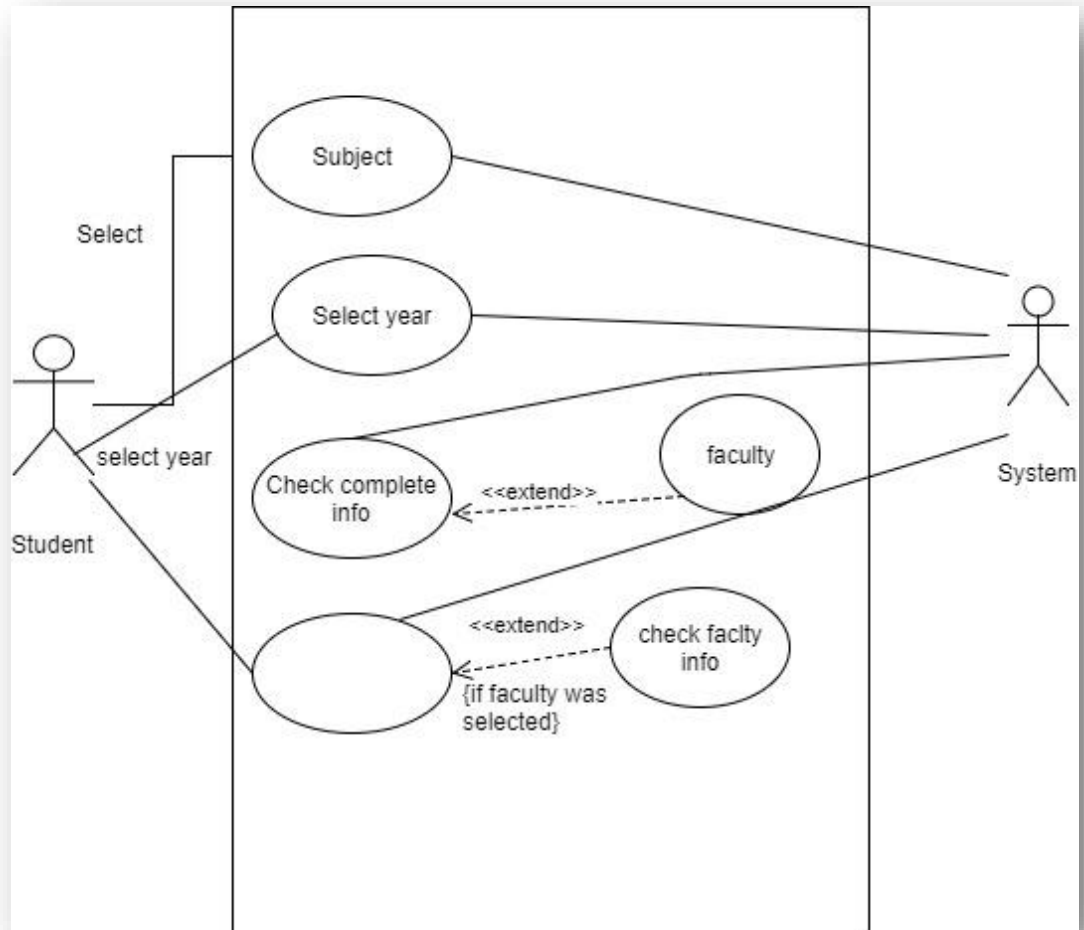 Subject
Select
Select year
select year
faculty
Check complete
info
<<extend>>
System
Student
<<extend>>
check faclty
info
{if faculty was
selected}